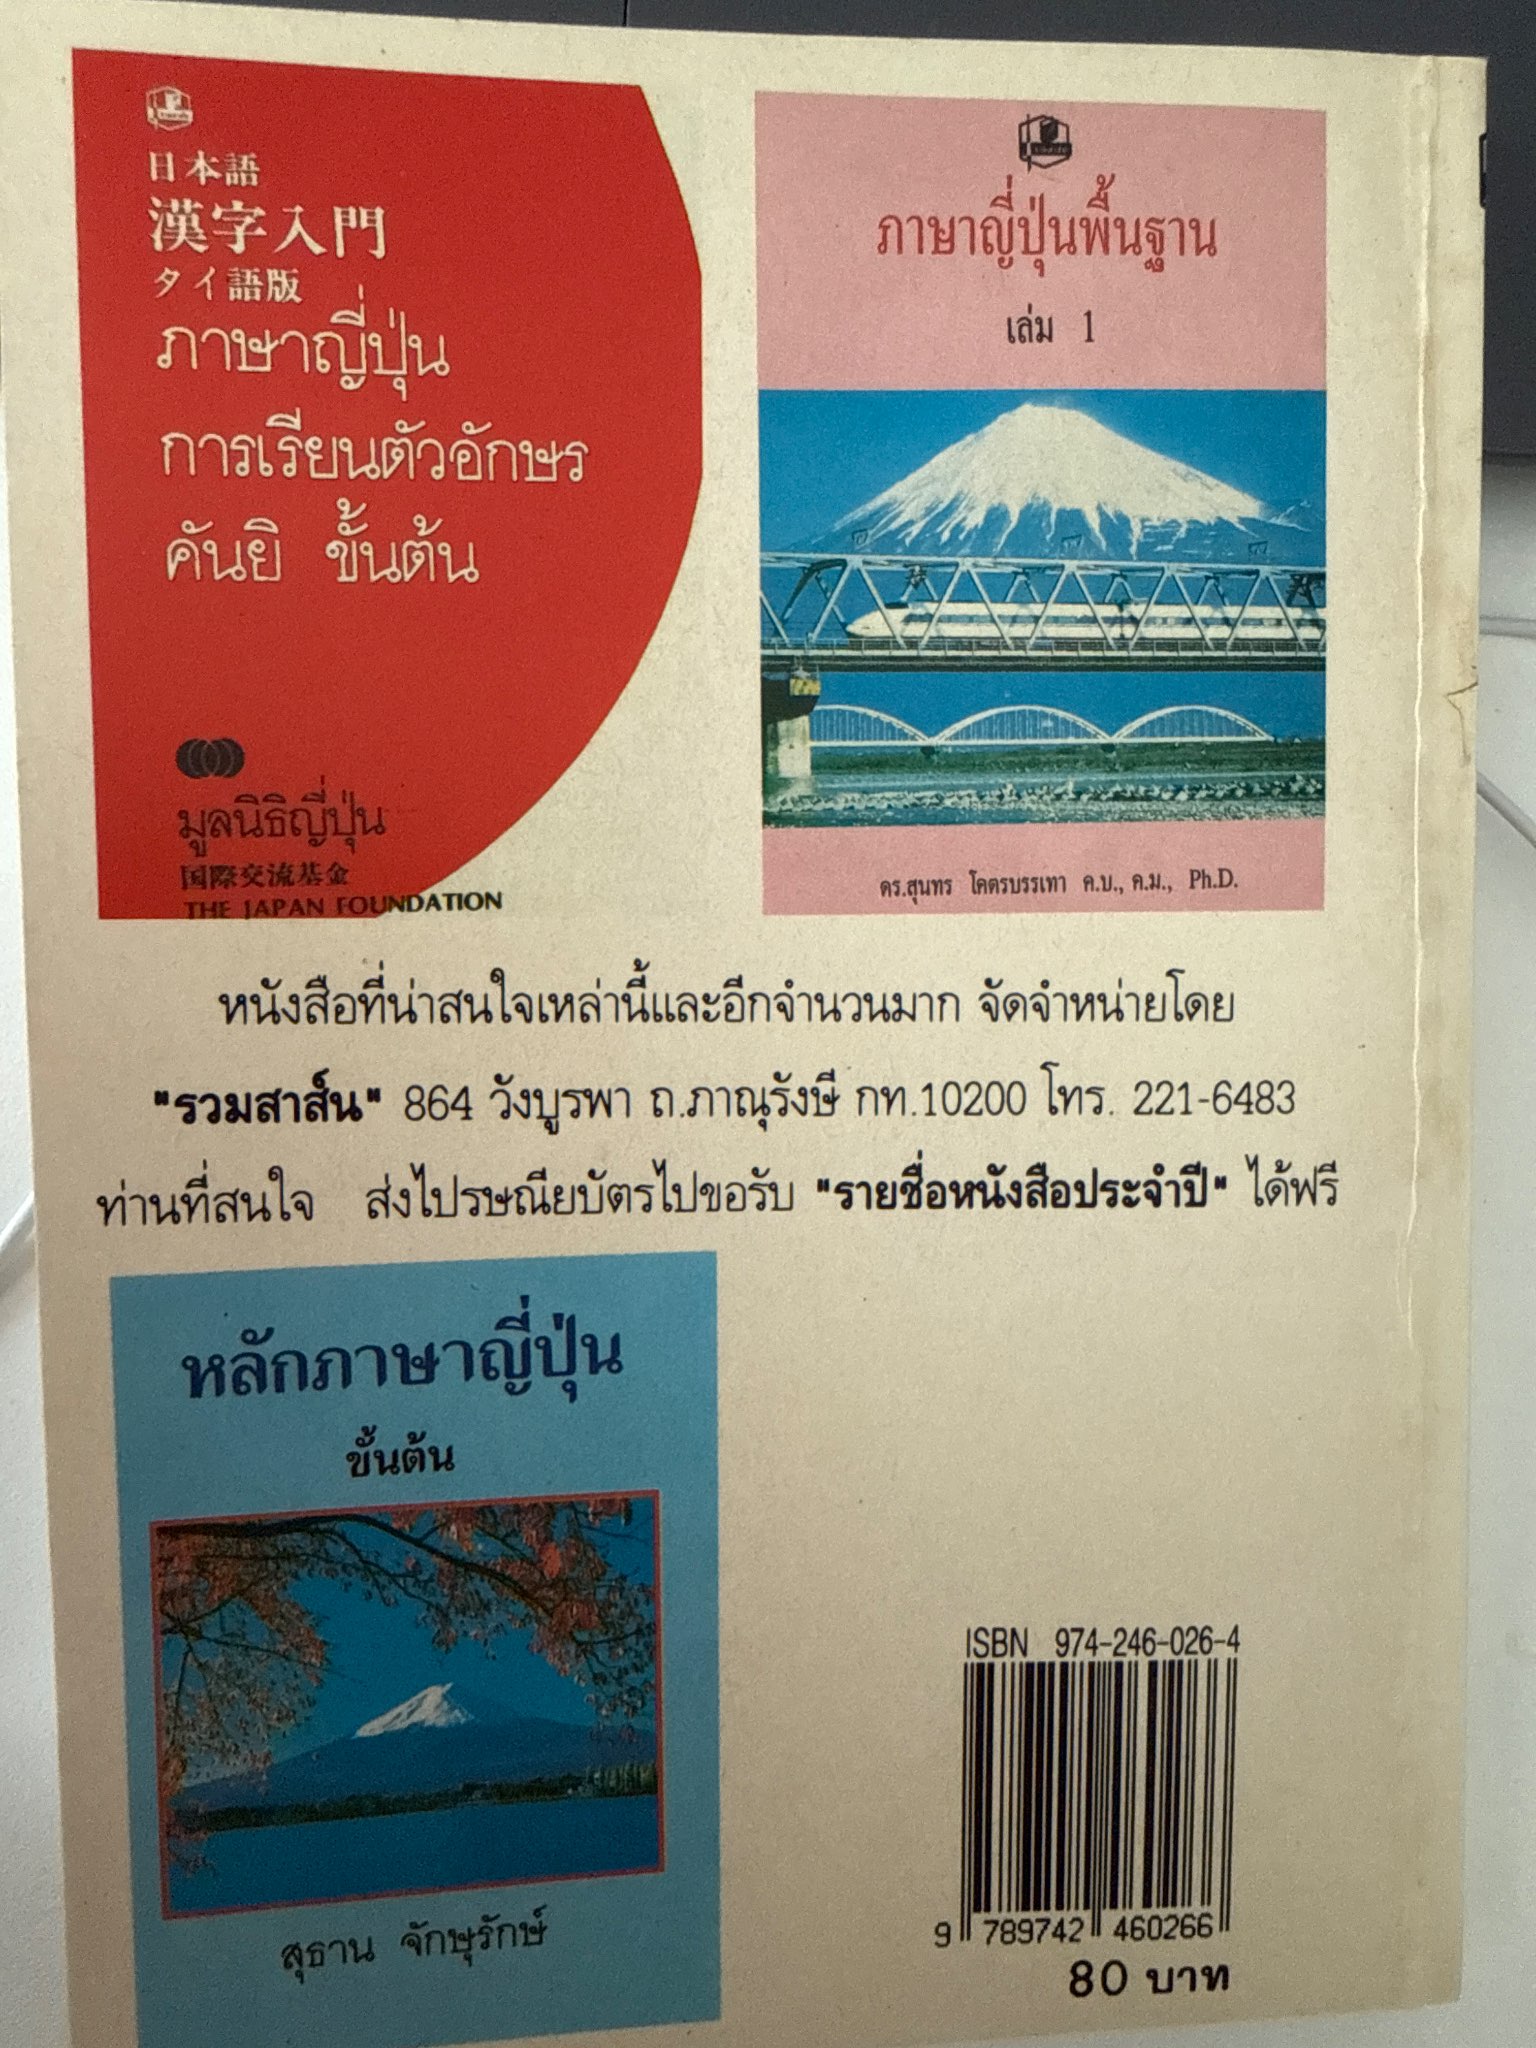 日本語
漢字入門
タイ語版
ภาษาญี่ปุ่น
การเรียนตัวอักษร
คันยิ ขั้นต้น
มูลนิธิญี่ปุ่น
国際交流基金
THE JAPAN FOUNDATION
ภาษาญี่ปุ่นพื้นฐาน
เล่ม 1
ดร.สุนทร โคตรบรรเทา ค.บ., ค.ม., Ph.D.
หนังสือที่น่าสนใจเหล่านี้และอีกจำนวนมาก จัดจำหน่ายโดย
"รวมสาส์น" 864 วังบูรพา ถ.ภาณุรังษี กท.10200 โทร. 221-6483
ท่านที่สนใจ ส่งไปรษณียบัตรไปขอรับ "รายชื่อหนังสือประจำปี" ได้ฟรี
หลักภาษาญี่ปุ่น
ขั้นต้น
สุธาน จักษุรักษ์
ISBN 974-246-026-4
9 789742 460266
80 บาท